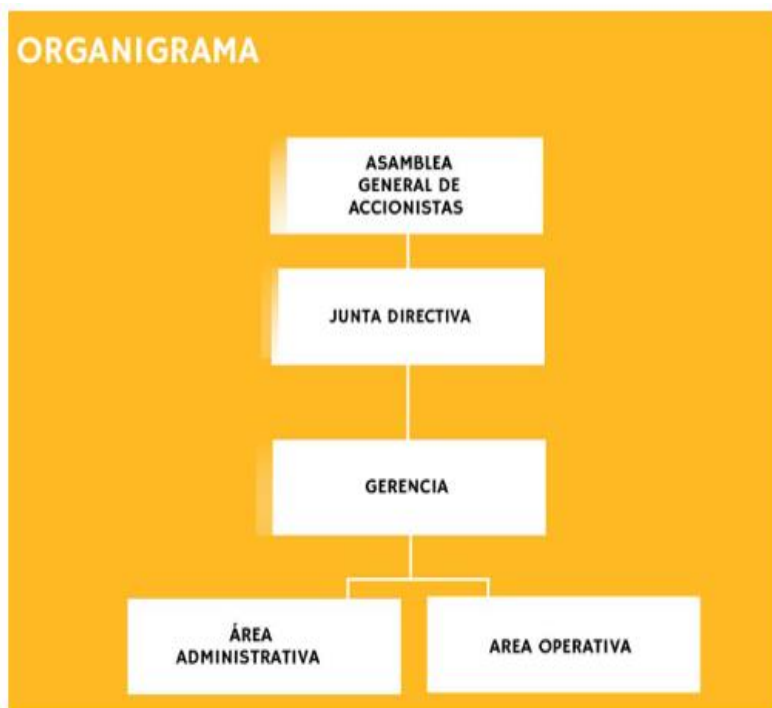 ORGANIGRAMA
ASAMBLEA
GENERAL DE
ACCIONISTAS
JUNTA DIRECTIVA
GERENCIA
ÁREA
ADMINISTRATIVA
AREA OPERATIVA